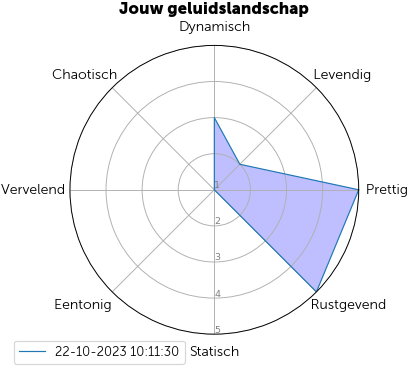 Jouw geluidslandschap
Dynamisch
Chaotisch
Levendig
Vervelend
1
Prettig
2
3
4
Eentonig
Rustgevend
5
22-10-2023 10:11:30
Statisch